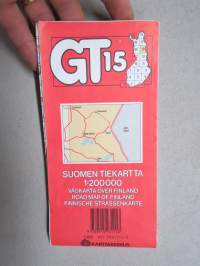 GT15
SUOMEN TIEKARTTA
1:200 000
VÄGKARTA ÖVER FINLAND
ROAD MAP OF FINLAND
FINNISCHE STRASSENKARTE
KARTTAKESKUS